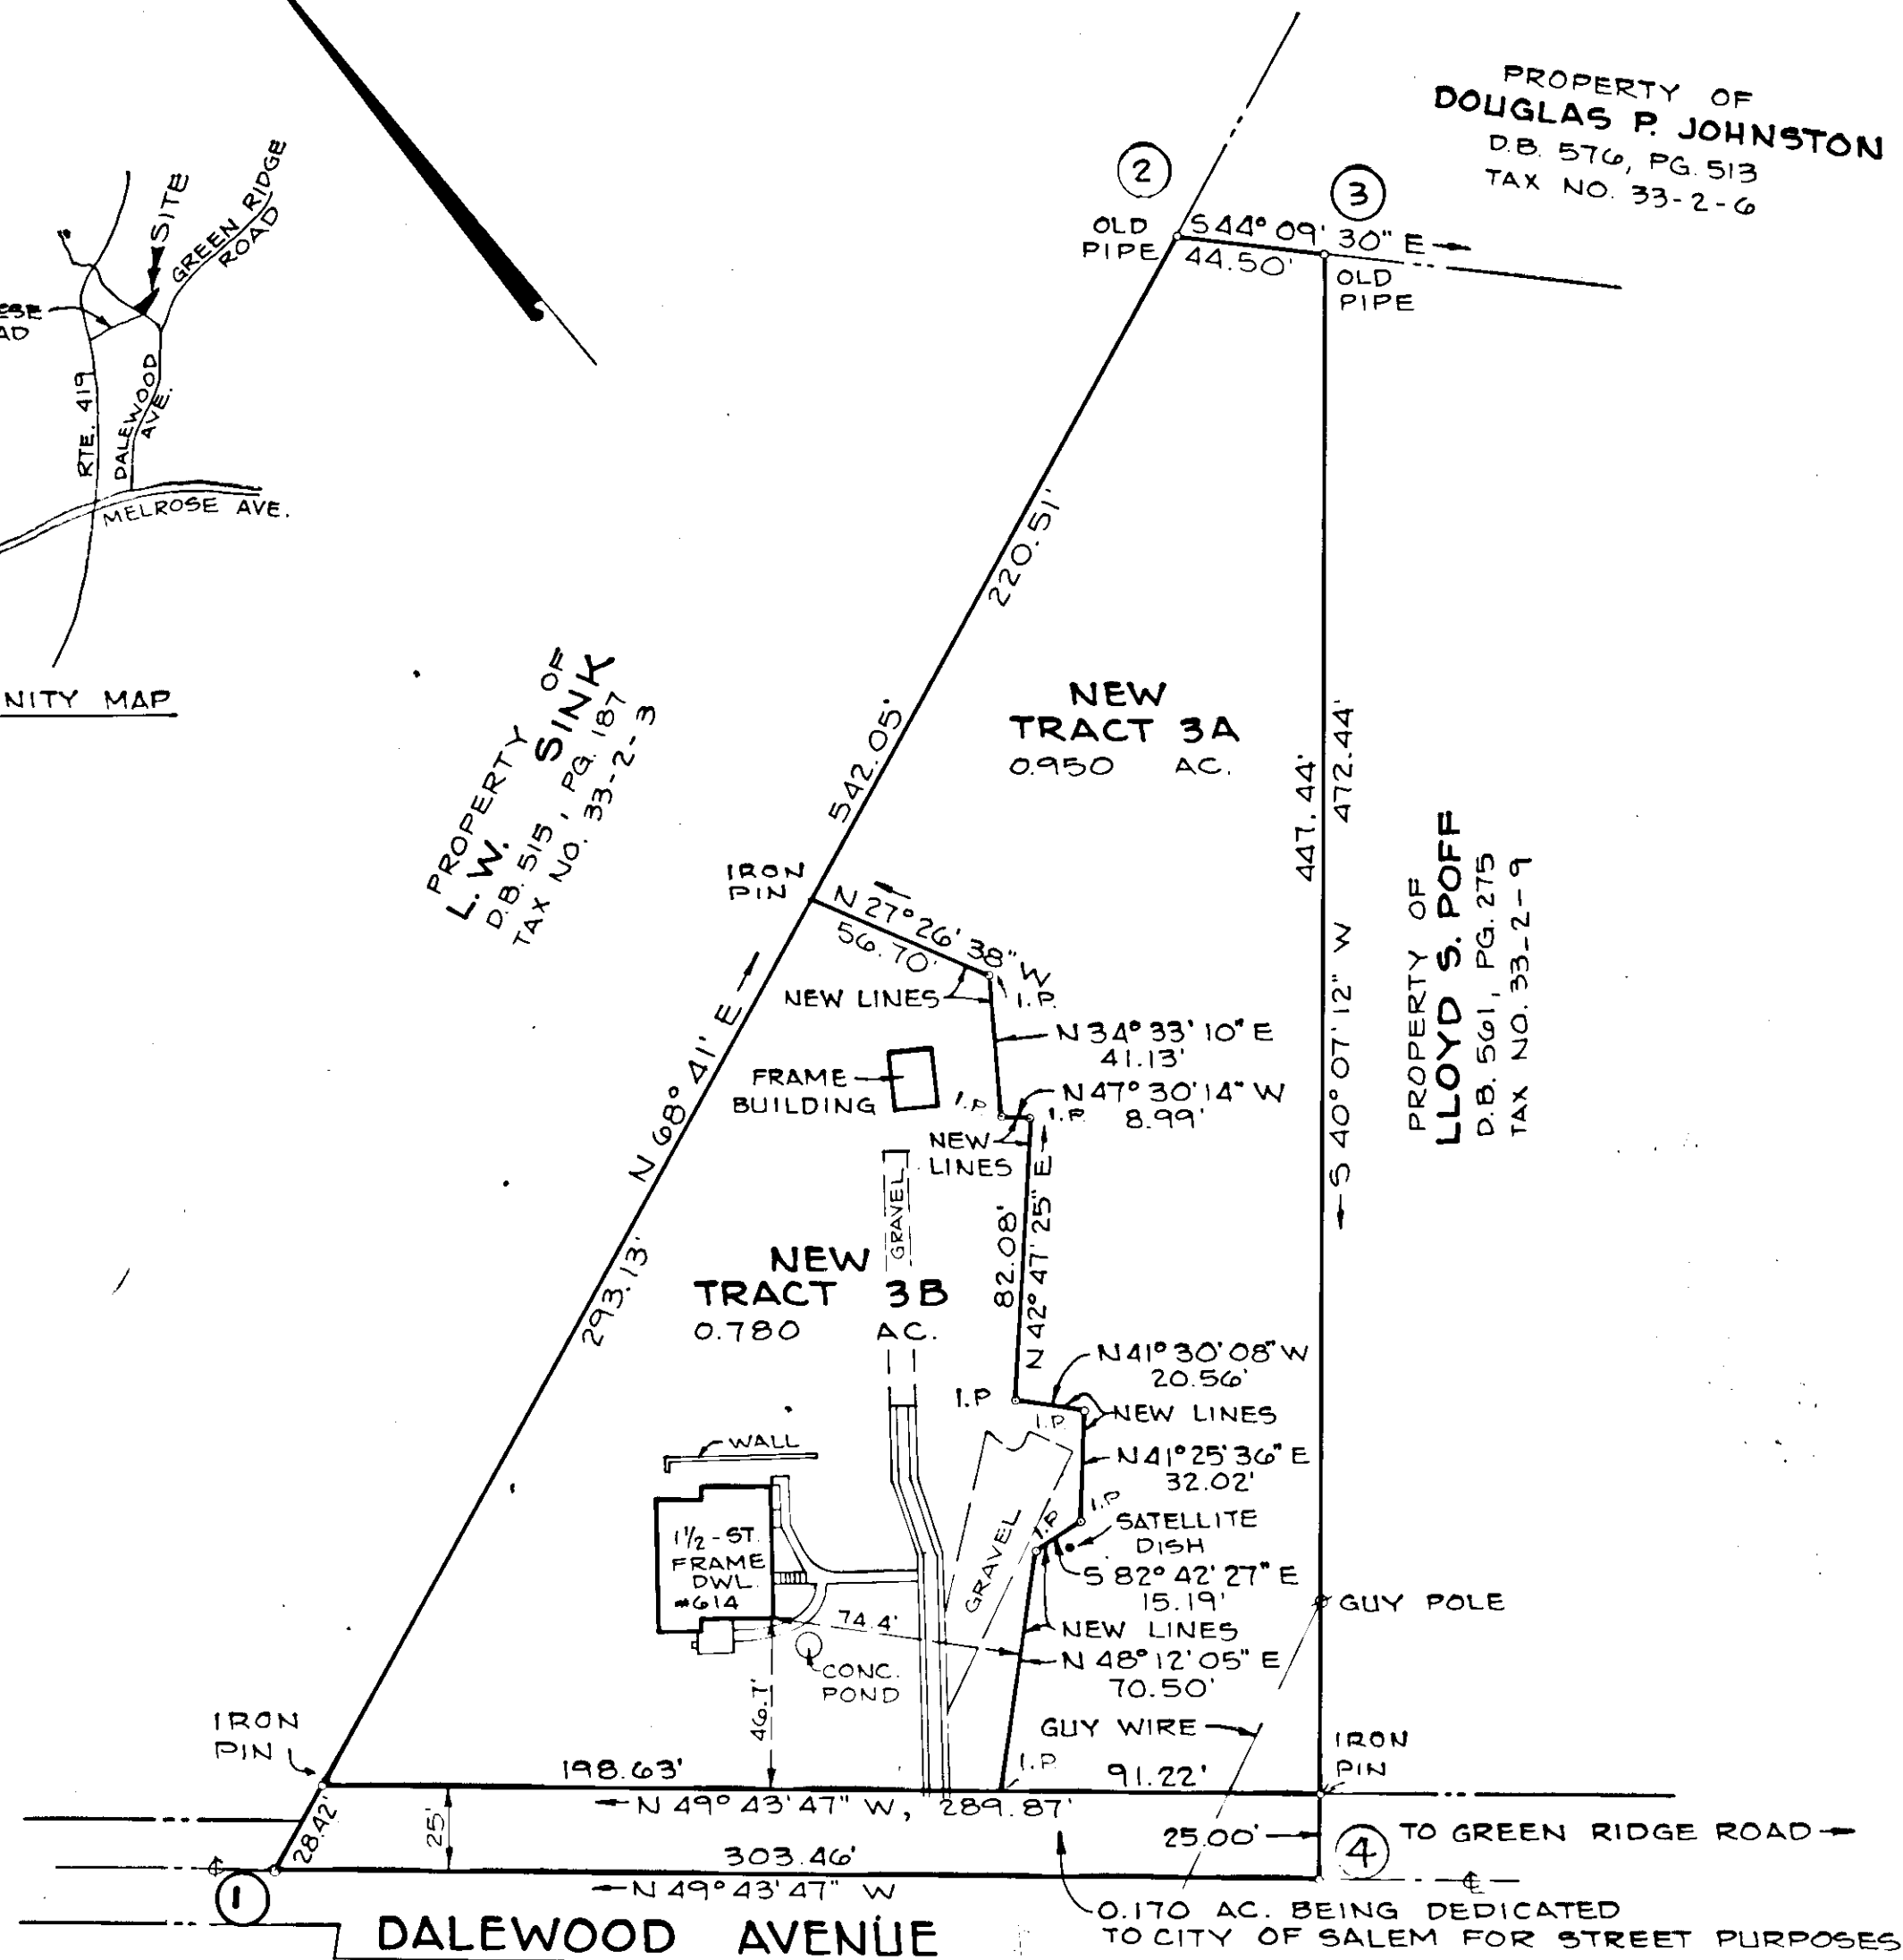 PROPERTY OF
DOUGLAS P. JOHNSTON
D.B. 576, PG. 513
TAX NO. 33-2-6
2
3
OLD
PIPE
S 44° 09' 30" E
44.50'
OLD
PIPE
SITE
GREEN RIDGE
ROAD
RTE. 419
DALEWOOD
AVE.
MELROSE AVE.
NITY MAP
220.51'
542.05'
PROPERTY OF
L. W. SINK
D.B. 515, PG. 187
TAX NO. 33-2-3
NEW
TRACT 3A
0.950 AC.
447.44'
472.44'
S 40° 07' 12" W
PROPERTY OF
LLOYD S. POFF
D.B. 561, PG. 275
TAX NO. 33-2-9
IRON
PIN
N 27° 26' 38" W
56.70'
NEW LINES
I.P.
N 34° 33' 10" E
41.13'
FRAME
BUILDING
I.P.
N 47° 30' 14" W
I.P.
8.99'
NEW
LINES
N 68° 41' E
293.13'
GRAVEL
82.08'
N 42° 47' 25" E
NEW
TRACT 3B
0.780 AC.
N 41° 30' 08" W
20.56'
I.P
I.P.
NEW LINES
WALL
N 41° 25' 36" E
32.02'
I.P
I.P
SATELLITE
DISH
GRAVEL
S 82° 42' 27" E
15.19'
1 1/2 - ST.
FRAME
DWL.
#614
GUY POLE
74.4'
NEW LINES
N 48° 12' 05" E
70.50'
CONC.
POND
46.7'
GUY WIRE
IRON
PIN
IRON
PIN
I.P.
198.63'
91.22'
N 49° 43' 47" W, 289.87'
28.42'
25'
25.00'
4
TO GREEN RIDGE ROAD
303.46'
N 49° 43' 47" W
1
0.170 AC. BEING DEDICATED
TO CITY OF SALEM FOR STREET PURPOSES
DALEWOOD AVENUE